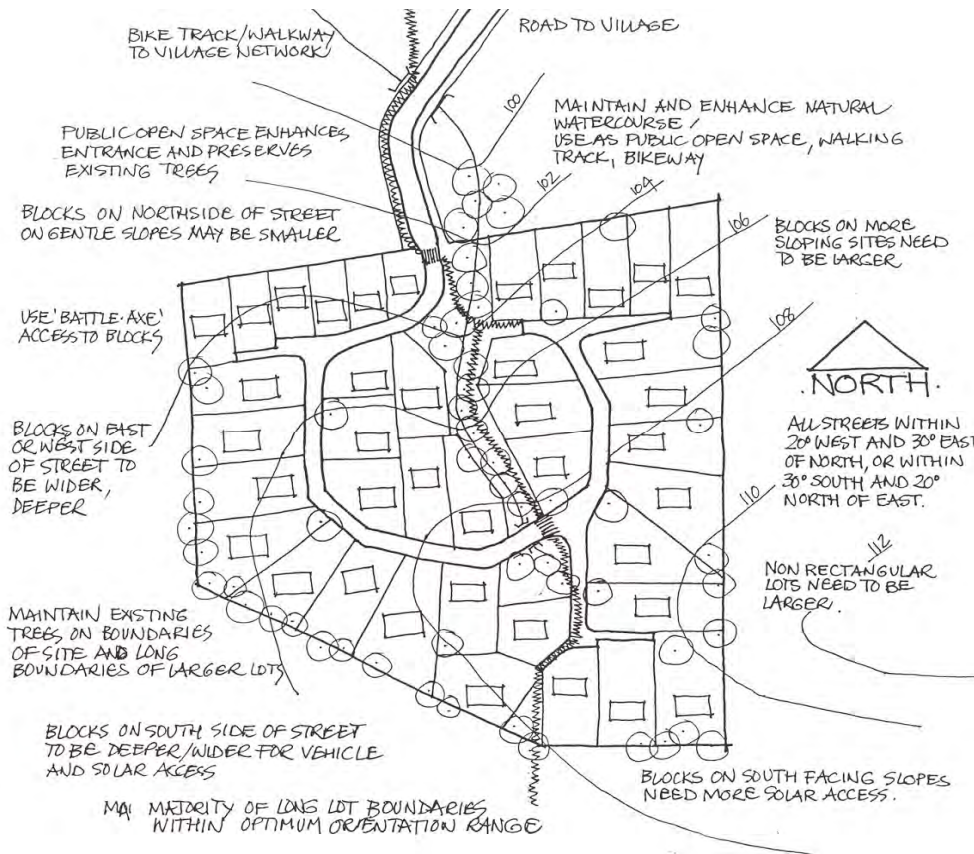 BIKE TRACK/WALKWAY
TO VILLAGE NETWORK
ROAD TO VILLAGE
PUBLIC OPEN SPACE ENHANCES
ENTRANCE AND PRESERVES
EXISTING TREES
100
MAINTAIN AND ENHANCE NATURAL
WATERCOURSE /
USE AS PUBLIC OPEN SPACE, WALKING
TRACK, BIKEWAY
102
104
106
BLOCKS ON NORTHSIDE OF STREET
ON GENTLE SLOPES MAY BE SMALLER
BLOCKS ON MORE
SLOPING SITES NEED
TO BE LARGER
USE 'BATTLE-AXE'
ACCESS TO BLOCKS
108
NORTH.
BLOCKS ON EAST
OR WEST SIDE
OF STREET TO
BE WIDER,
DEEPER
ALL STREETS WITHIN
20° WEST AND 30° EAST
OF NORTH, OR WITHIN
30° SOUTH AND 20°
NORTH OF EAST.
110
112
NON RECTANGULAR
LOTS NEED TO BE
LARGER.
MAINTAIN EXISTING
TREES ON BOUNDARIES
OF SITE AND LONG
BOUNDARIES OF LARGER LOTS
BLOCKS ON SOUTH SIDE OF STREET
TO BE DEEPER/WIDER FOR VEHICLE
AND SOLAR ACCESS
BLOCKS ON SOUTH FACING SLOPES
NEED MORE SOLAR ACCESS.
MA MATORITY OF LONG LOT BOUNDARIES
WITHIN OPTIMUM ORIENTATION RANGE